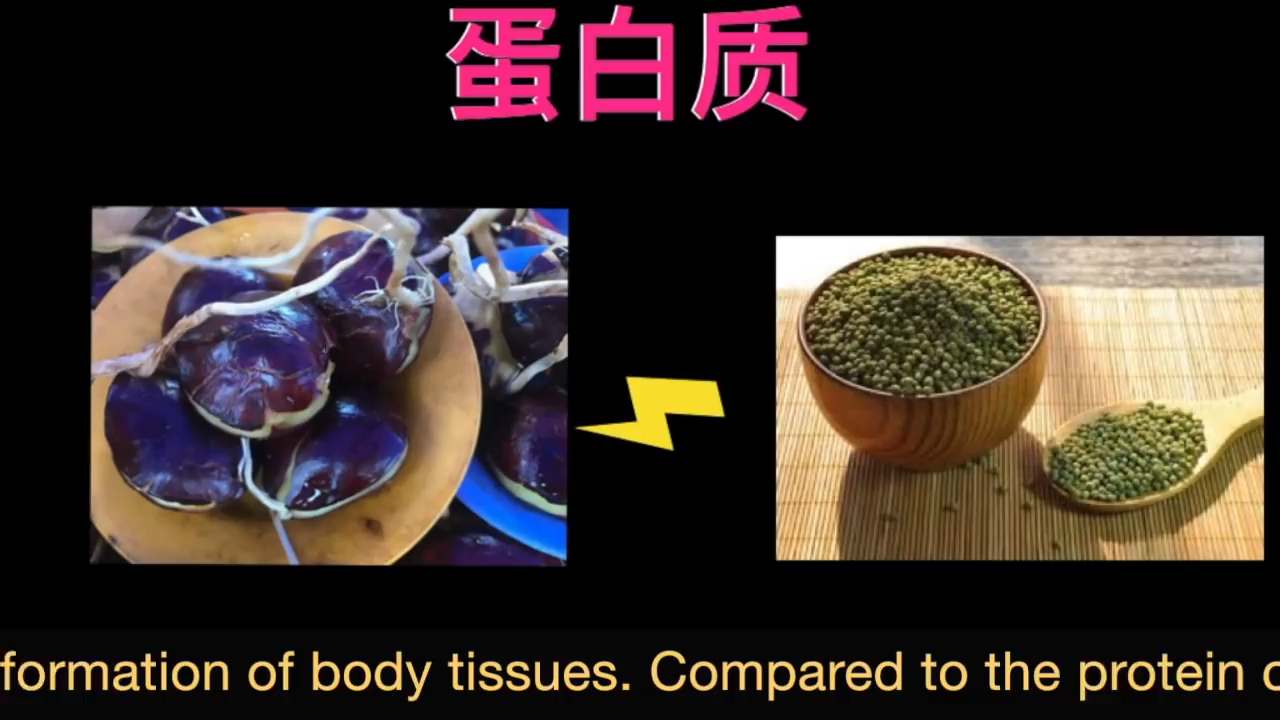 蛋白质
formation of body tissues. Compared to the protein